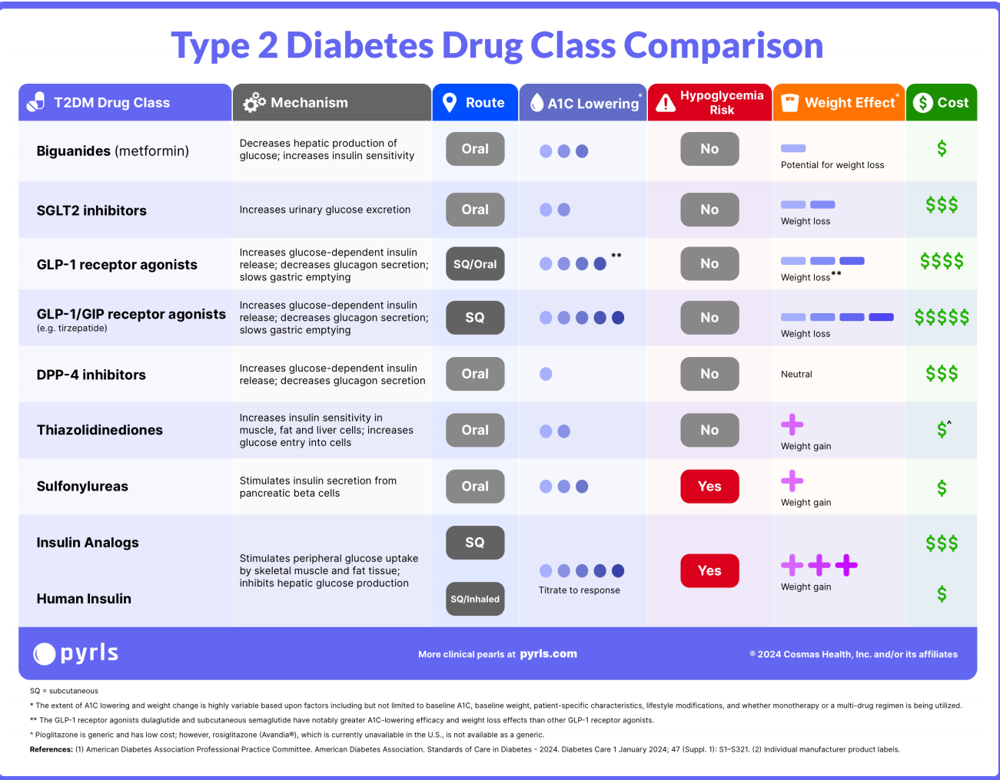 Type 2 Diabetes Drug Class Comparison
T2DM Drug Class
Mechanism
Route
A1C Lowering*
Hypoglycemia
Risk
Weight Effect*
$ Cost
Biguanides (metformin)
Decreases hepatic production of
glucose; increases insulin sensitivity
Oral
No
Potential for weight loss
$
SGLT2 inhibitors
Increases urinary glucose excretion
Oral
No
Weight loss
$$$
GLP-1 receptor agonists
Increases glucose-dependent insulin
release; decreases glucagon secretion;
slows gastric emptying
SQ/Oral
**
No
Weight loss**
$$$$
GLP-1/GIP receptor agonists
(e.g. tirzepatide)
Increases glucose-dependent insulin
release; decreases glucagon secretion;
slows gastric emptying
SQ
No
Weight loss
$$$$$
DPP-4 inhibitors
Increases glucose-dependent insulin
release; decreases glucagon secretion
Oral
No
Neutral
$$$
Thiazolidinediones
Increases insulin sensitivity in
muscle, fat and liver cells; increases
glucose entry into cells
Oral
No
Weight gain
$^
Sulfonylureas
Stimulates insulin secretion from
pancreatic beta cells
Oral
Yes
Weight gain
$
Insulin Analogs
SQ
$$$
Stimulates peripheral glucose uptake
by skeletal muscle and fat tissue;
inhibits hepatic glucose production
Titrate to response
Yes
Weight gain
Human Insulin
SQ/Inhaled
$
pyrls
More clinical pearls at pyrls.com
® 2024 Cosmas Health, Inc. and/or its affiliates
SQ = subcutaneous
* The extent of A1C lowering and weight change is highly variable based upon factors including but not limited to baseline A1C, baseline weight, patient-specific characteristics, lifestyle modifications, and whether monotherapy or a multi-drug regimen is being utilized.
** The GLP-1 receptor agonists dulaglutide and subcutaneous semaglutide have notably greater A1C-lowering efficacy and weight loss effects than other GLP-1 receptor agonists.
^ Pioglitazone is generic and has low cost; however, rosiglitazone (Avandia®), which is currently unavailable in the U.S., is not available as a generic.
References: (1) American Diabetes Association Professional Practice Committee. American Diabetes Association. Standards of Care in Diabetes - 2024. Diabetes Care 1 January 2024; 47 (Suppl. 1): S1–S321. (2) Individual manufacturer product labels.